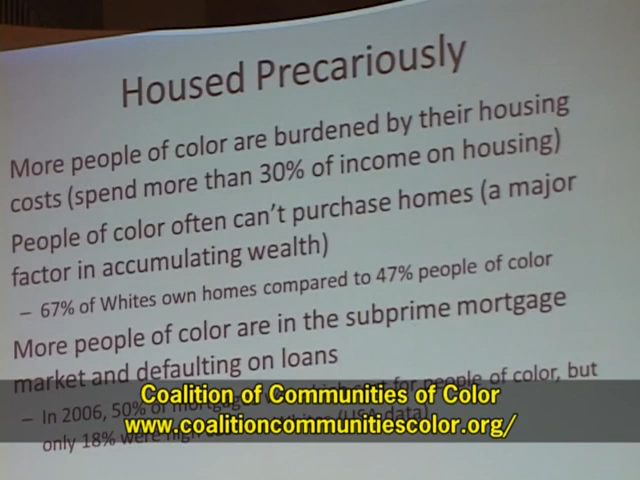 Housed Precariously
More people of color are burdened by their housing
costs (spend more than 30% of income on housing)
People of color often can't purchase homes (a major
factor in accumulating wealth)
– 67% of Whites own homes compared to 47% people of color
More people of color are in the subprime mortgage
market and defaulting on loans
– In 2006, 50% of for people of color, but
only 18% were (USA data)
Coalition of Communities of Color
www.coalitioncommunitiescolor.org/